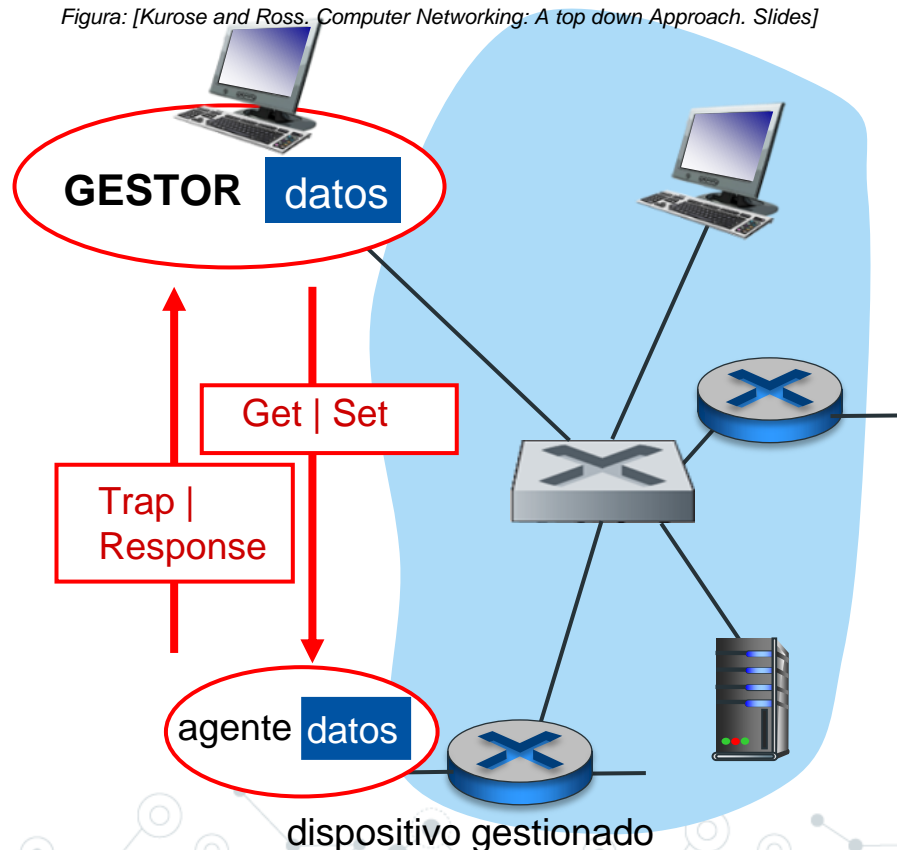 Figura: [Kurose and Ross. Computer Networking: A top down Approach. Slides]
GESTOR datos
Get | Set
Trap |
Response
agente datos
dispositivo gestionado